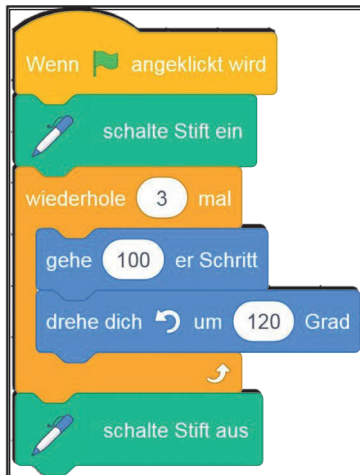 Wenn angeklickt wird
schalte Stift ein
wiederhole 3 mal
gehe 100 er Schritt
drehe dich um 120 Grad
schalte Stift aus